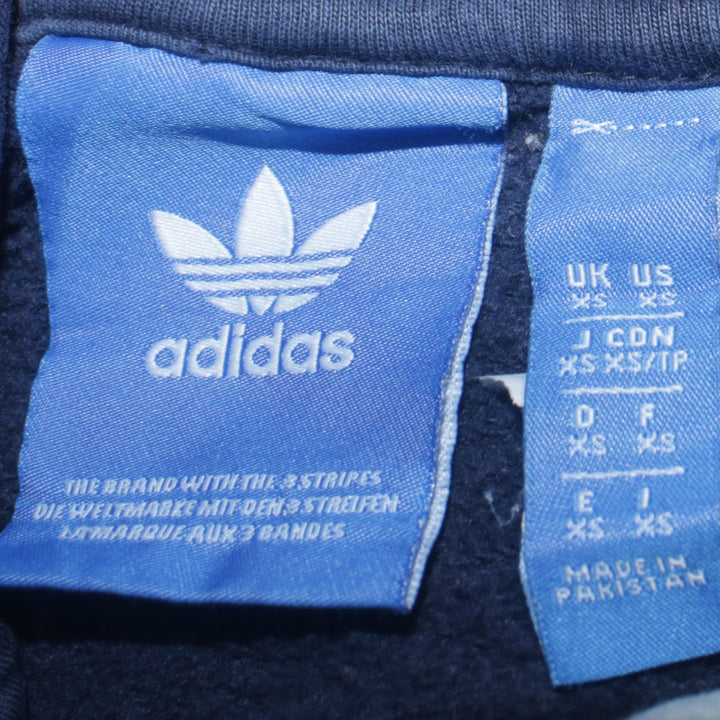 adidas
THE BRAND WITH THE 3 STRIPES
DIE WELTMARKE MIT DEN 3 STREIFEN
LA MARQUE AUX 3 BANDES
UK US
XS XS
J CDN
XS XS/TP
D F
XS XS
E I
XS XS
MADE IN
PAKISTAN